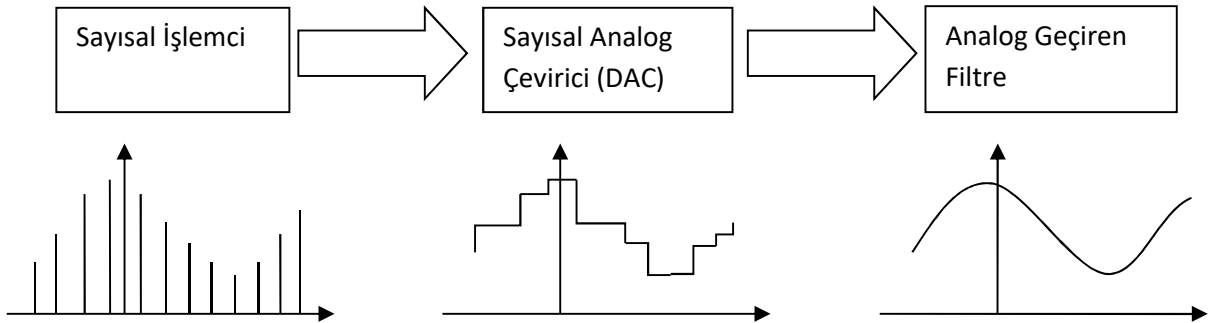 Sayısal İşlemci
Sayısal Analog
Çevirici (DAC)
Analog Geçiren
Filtre